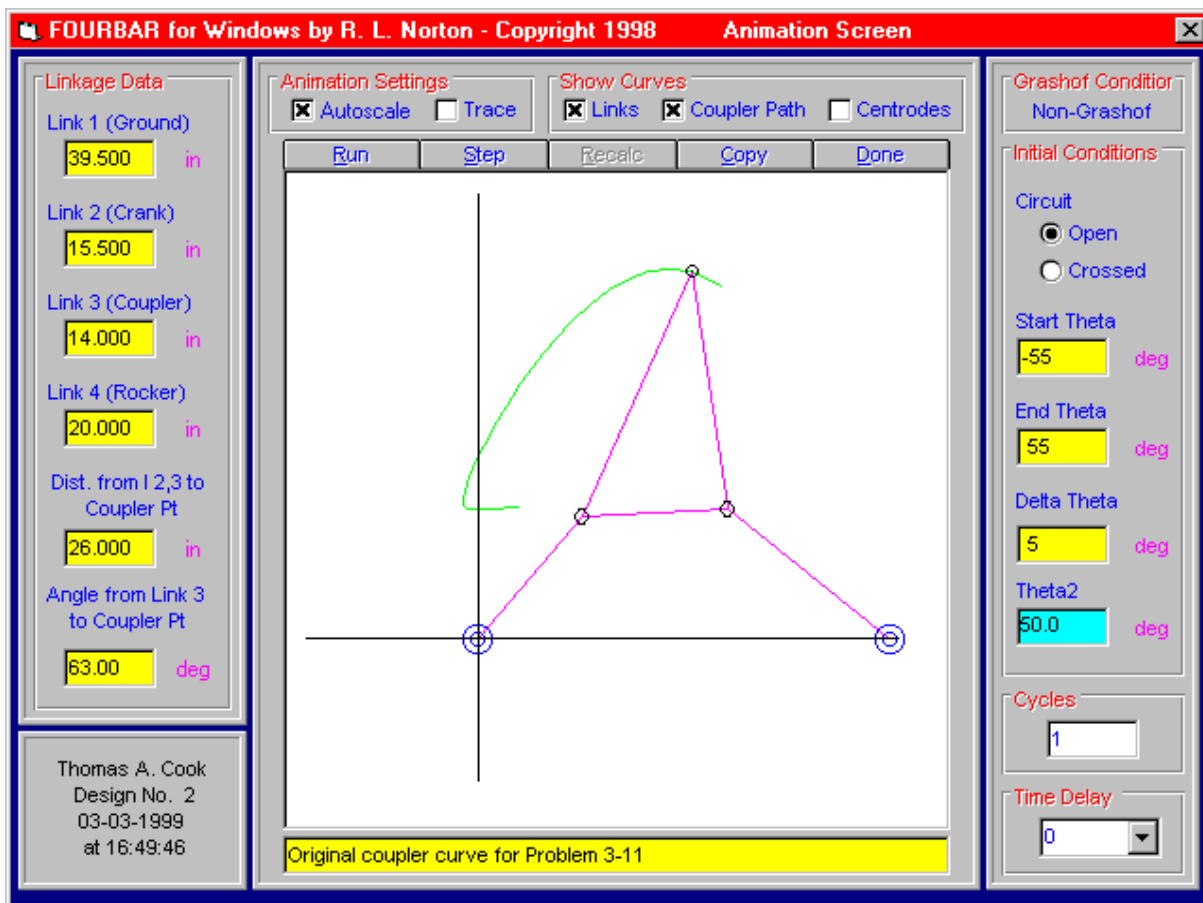 FOURBAR for Windows by R. L. Norton - Copyright 1998 Animation Screen
Linkage Data
Link 1 (Ground)
39.500 in
Link 2 (Crank)
15.500 in
Link 3 (Coupler)
14.000 in
Link 4 (Rocker)
20.000 in
Dist. from I 2,3 to
Coupler Pt
26.000 in
Angle from Link 3
to Coupler Pt
63.00 deg
Thomas A. Cook
Design No. 2
03-03-1999
at 16:49:46
Animation Settings
Autoscale Trace
Show Curves
Links Coupler Path Centrodes
Run Step Recalc Copy Done
Original coupler curve for Problem 3-11
Grashof Condition
Non-Grashof
Initial Conditions
Circuit
Open
Crossed
Start Theta
-55 deg
End Theta
55 deg
Delta Theta
5 deg
Theta2
50.0 deg
Cycles
1
Time Delay
0